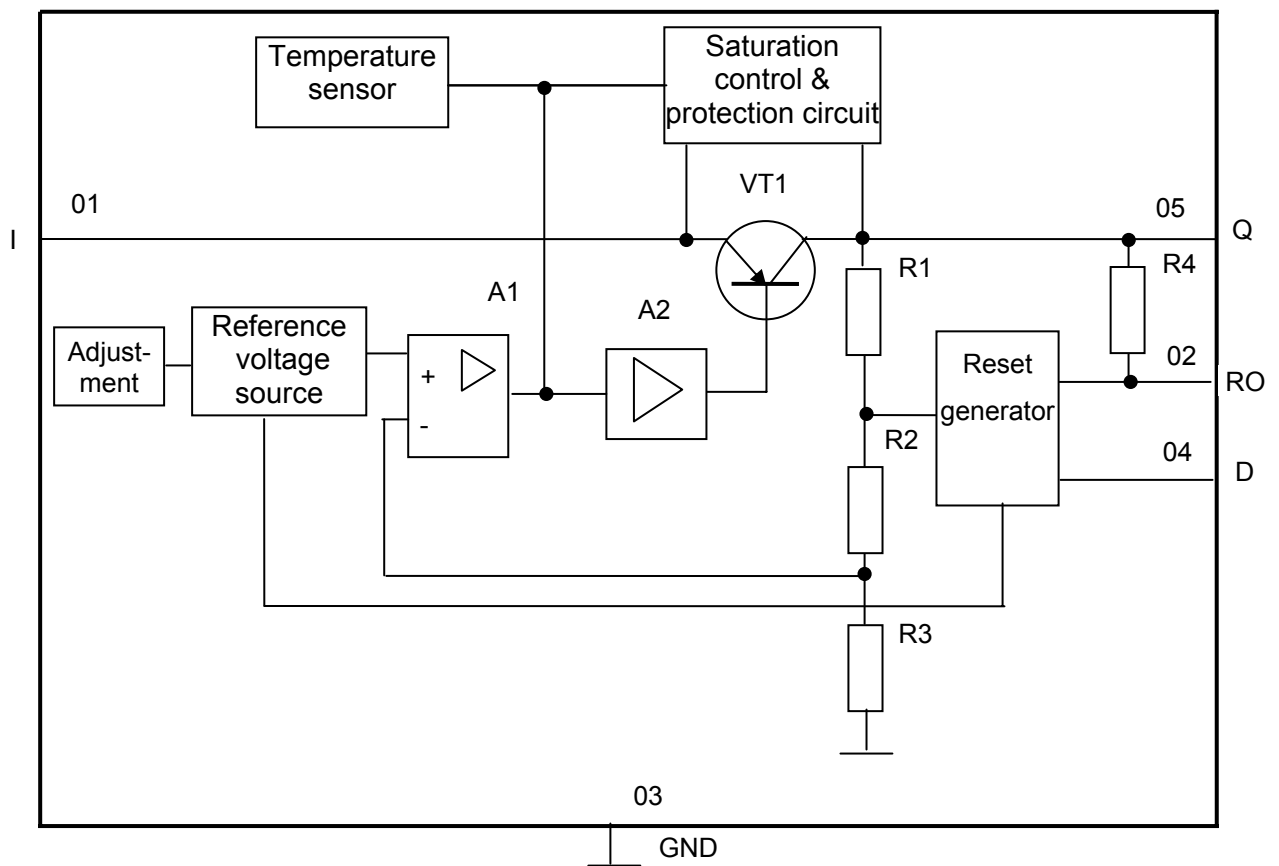 Temperature
sensor
Saturation
control &
protection circuit
VT1
01
05
I
Q
R1
R4
A1
A2
Adjust-
ment
Reference
voltage
source
+
-
Reset
generator
02
RO
R2
04
D
R3
03
GND